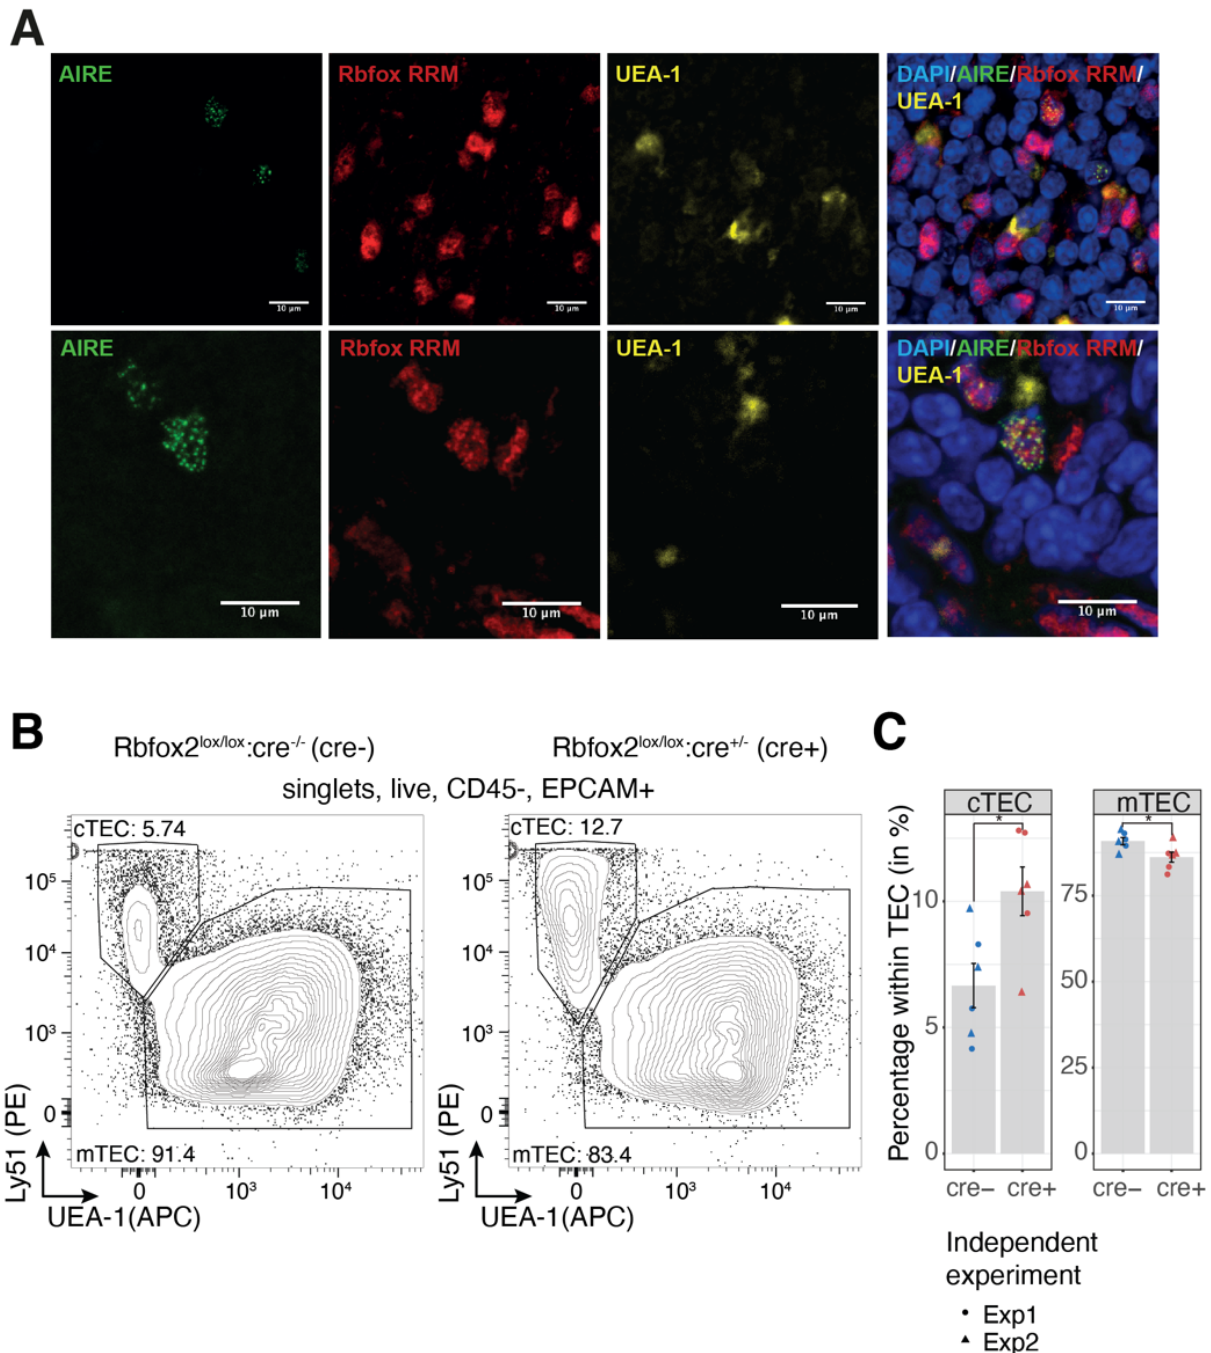 A
AIRE
Rbfox RRM
UEA-1
DAPI/AIRE/Rbfox RRM/
UEA-1
10 µm
10 µm
10 µm
10 µm
AIRE
Rbfox RRM
UEA-1
DAPI/AIRE/Rbfox RRM/
UEA-1
10 µm
10 µm
10 µm
10 µm
B
Rbfox2lox/lox:cre-/- (cre-)
Rbfox2lox/lox:cre+/- (cre+)
singlets, live, CD45-, EPCAM+
cTEC: 5.74
10⁵
10⁴
10³
0
mTEC: 91.4
0
10³
10⁴
Ly51 (PE)
UEA-1(APC)
cTEC: 12.7
10⁵
10⁴
10³
0
mTEC: 83.4
0
10³
10⁴
Ly51 (PE)
UEA-1(APC)
C
cTEC
mTEC
*
*
Percentage within TEC (in %)
10
5
0
75
50
25
0
cre−
cre+
cre−
cre+
Independent
experiment
Exp1
Exp2